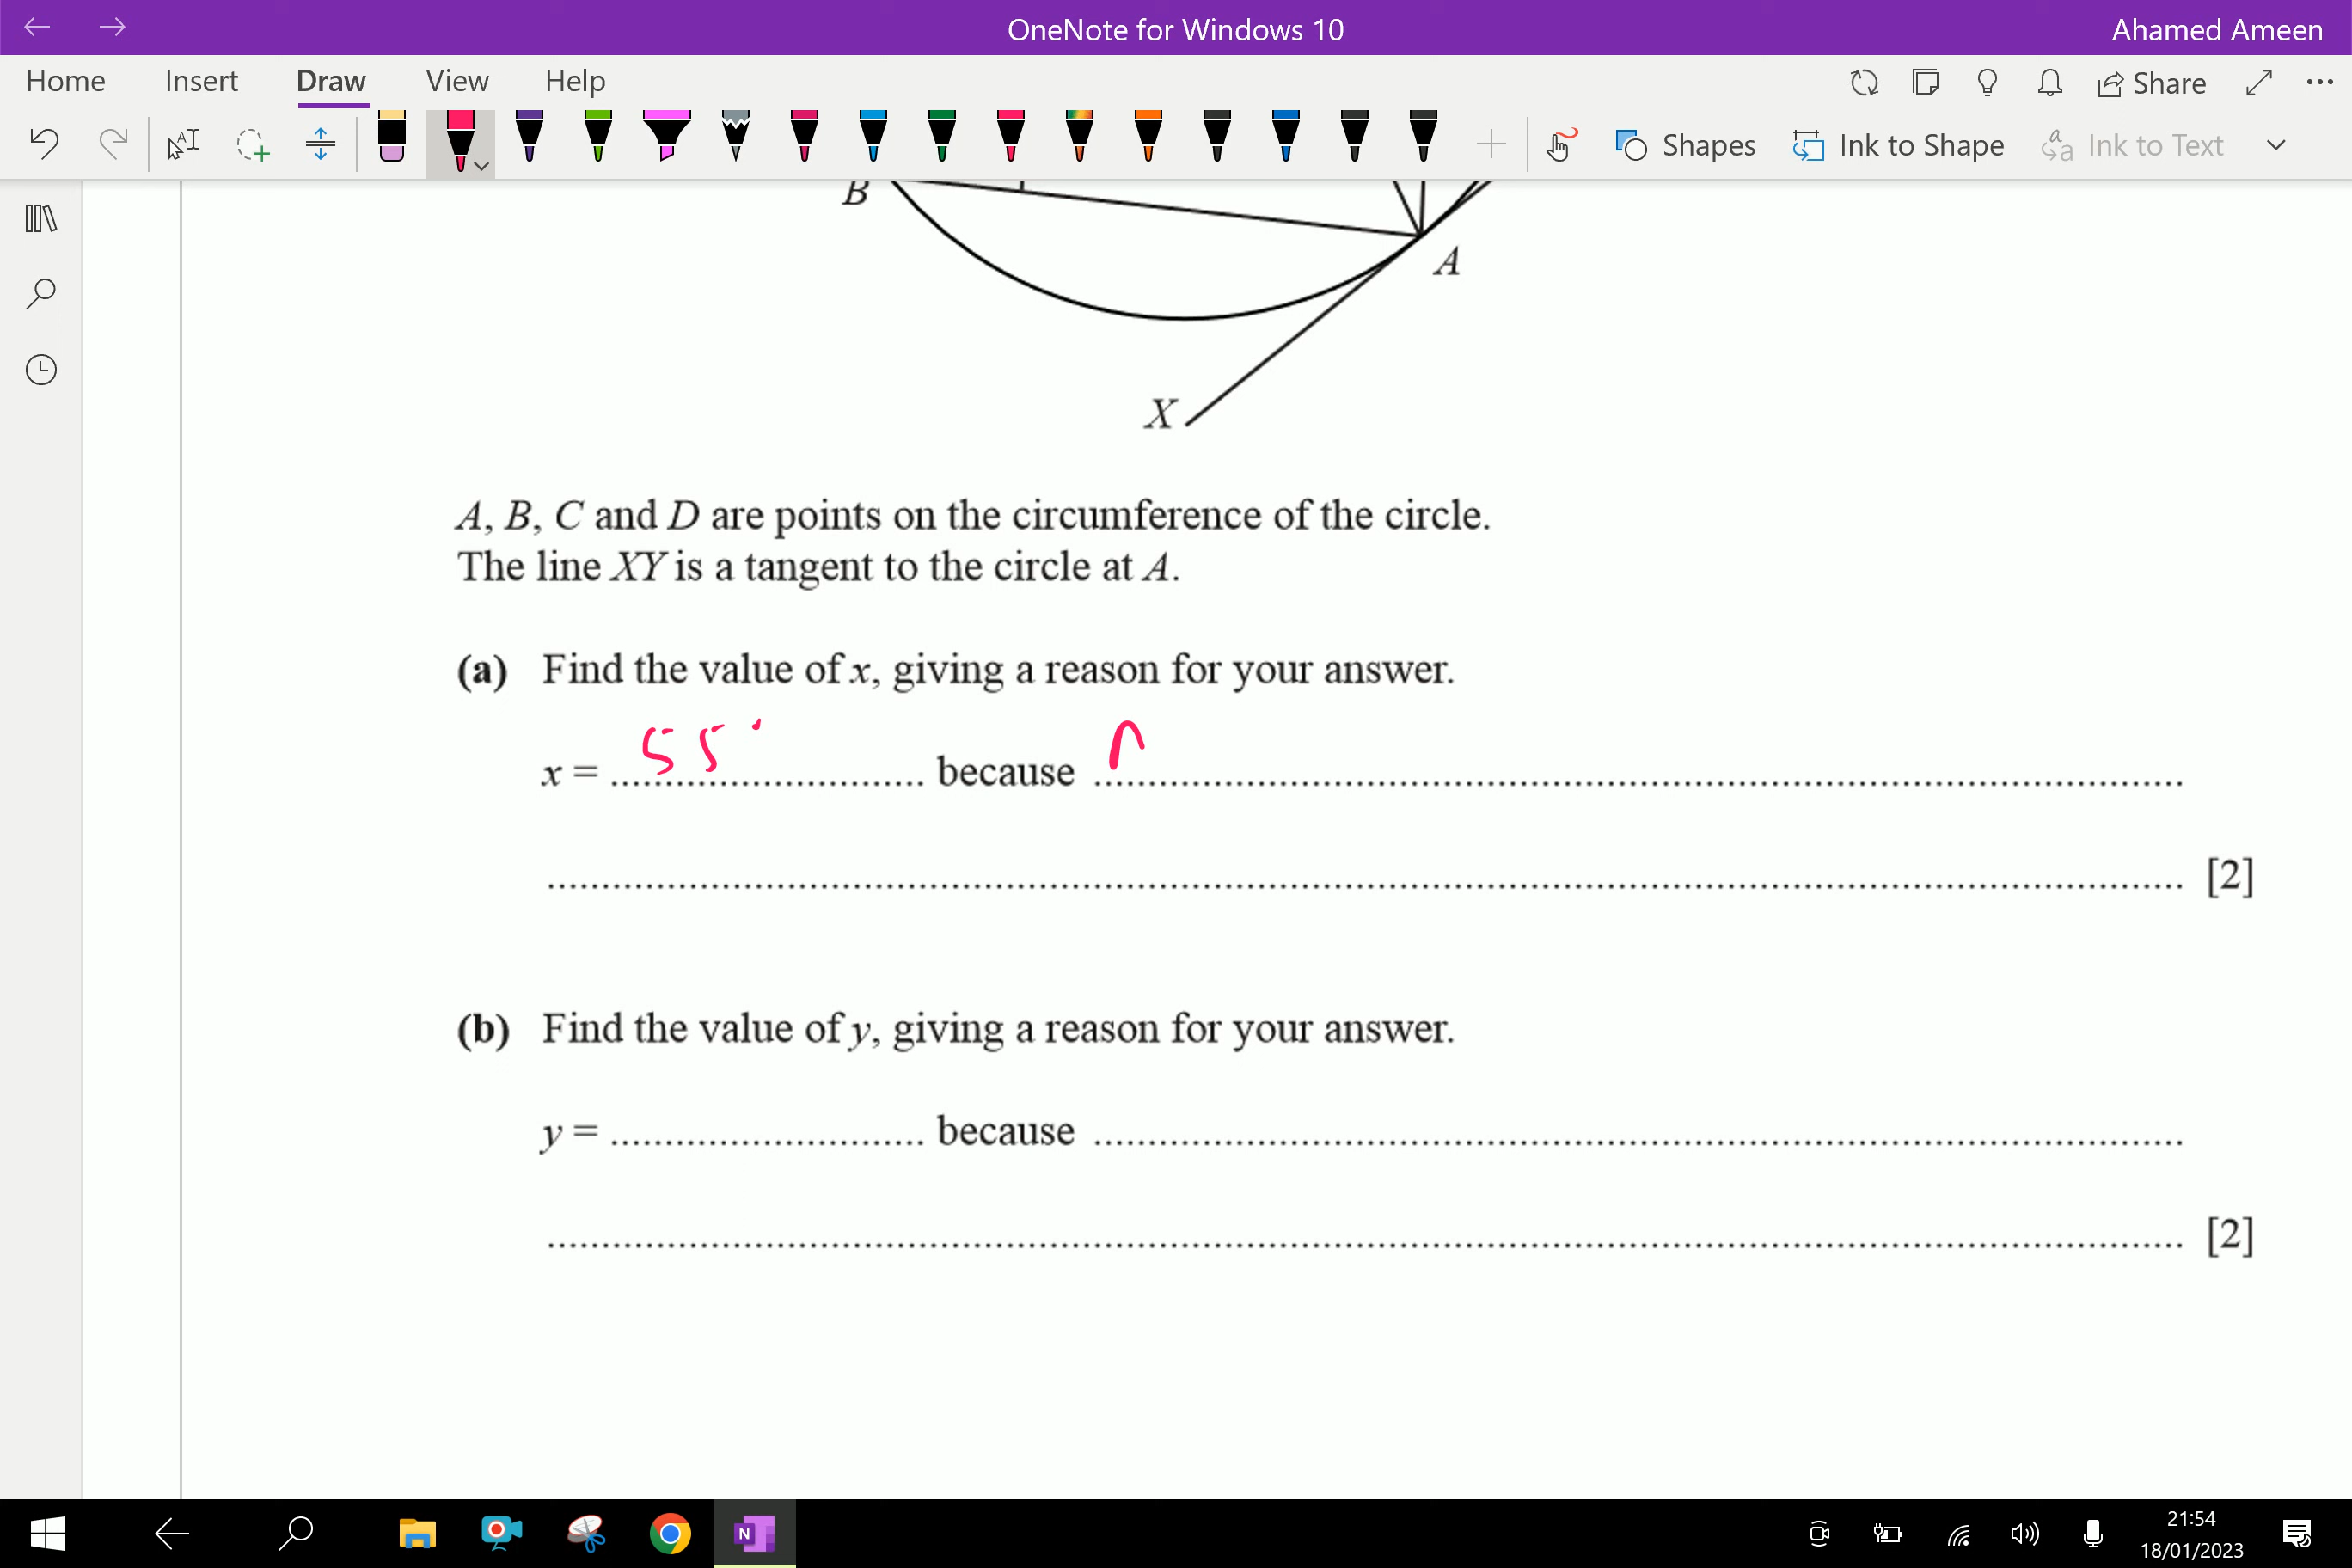 OneNote for Windows 10
Ahamed Ameen
Home Insert Draw View Help
Share
Shapes Ink to Shape Ink to Text
B
A
X
A, B, C and D are points on the circumference of the circle.
The line XY is a tangent to the circle at A.
(a) Find the value of x, giving a reason for your answer.
x = 55° because
[2]
(b) Find the value of y, giving a reason for your answer.
y = because
[2]
21:54
18/01/2023